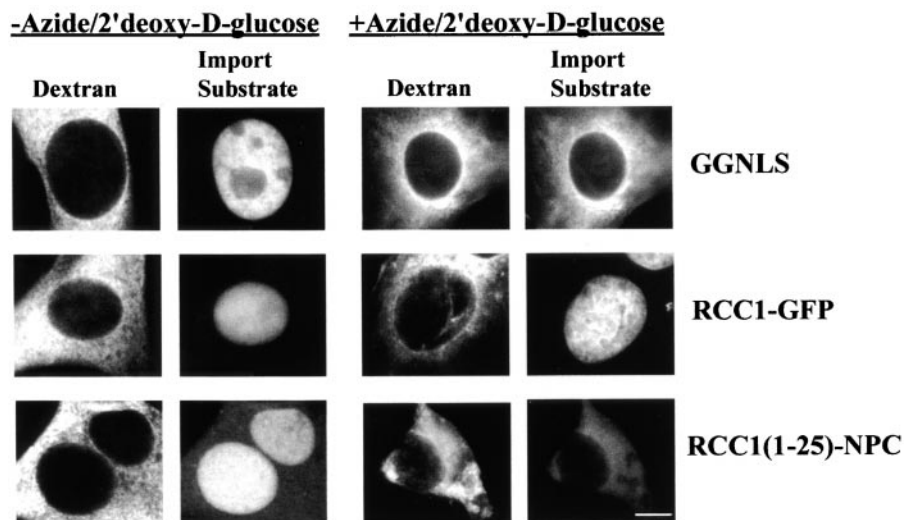 -Azide/2'deoxy-D-glucose
+Azide/2'deoxy-D-glucose
Dextran
Import
Substrate
Dextran
Import
Substrate
GGNLS
RCC1-GFP
RCC1(1-25)-NPC